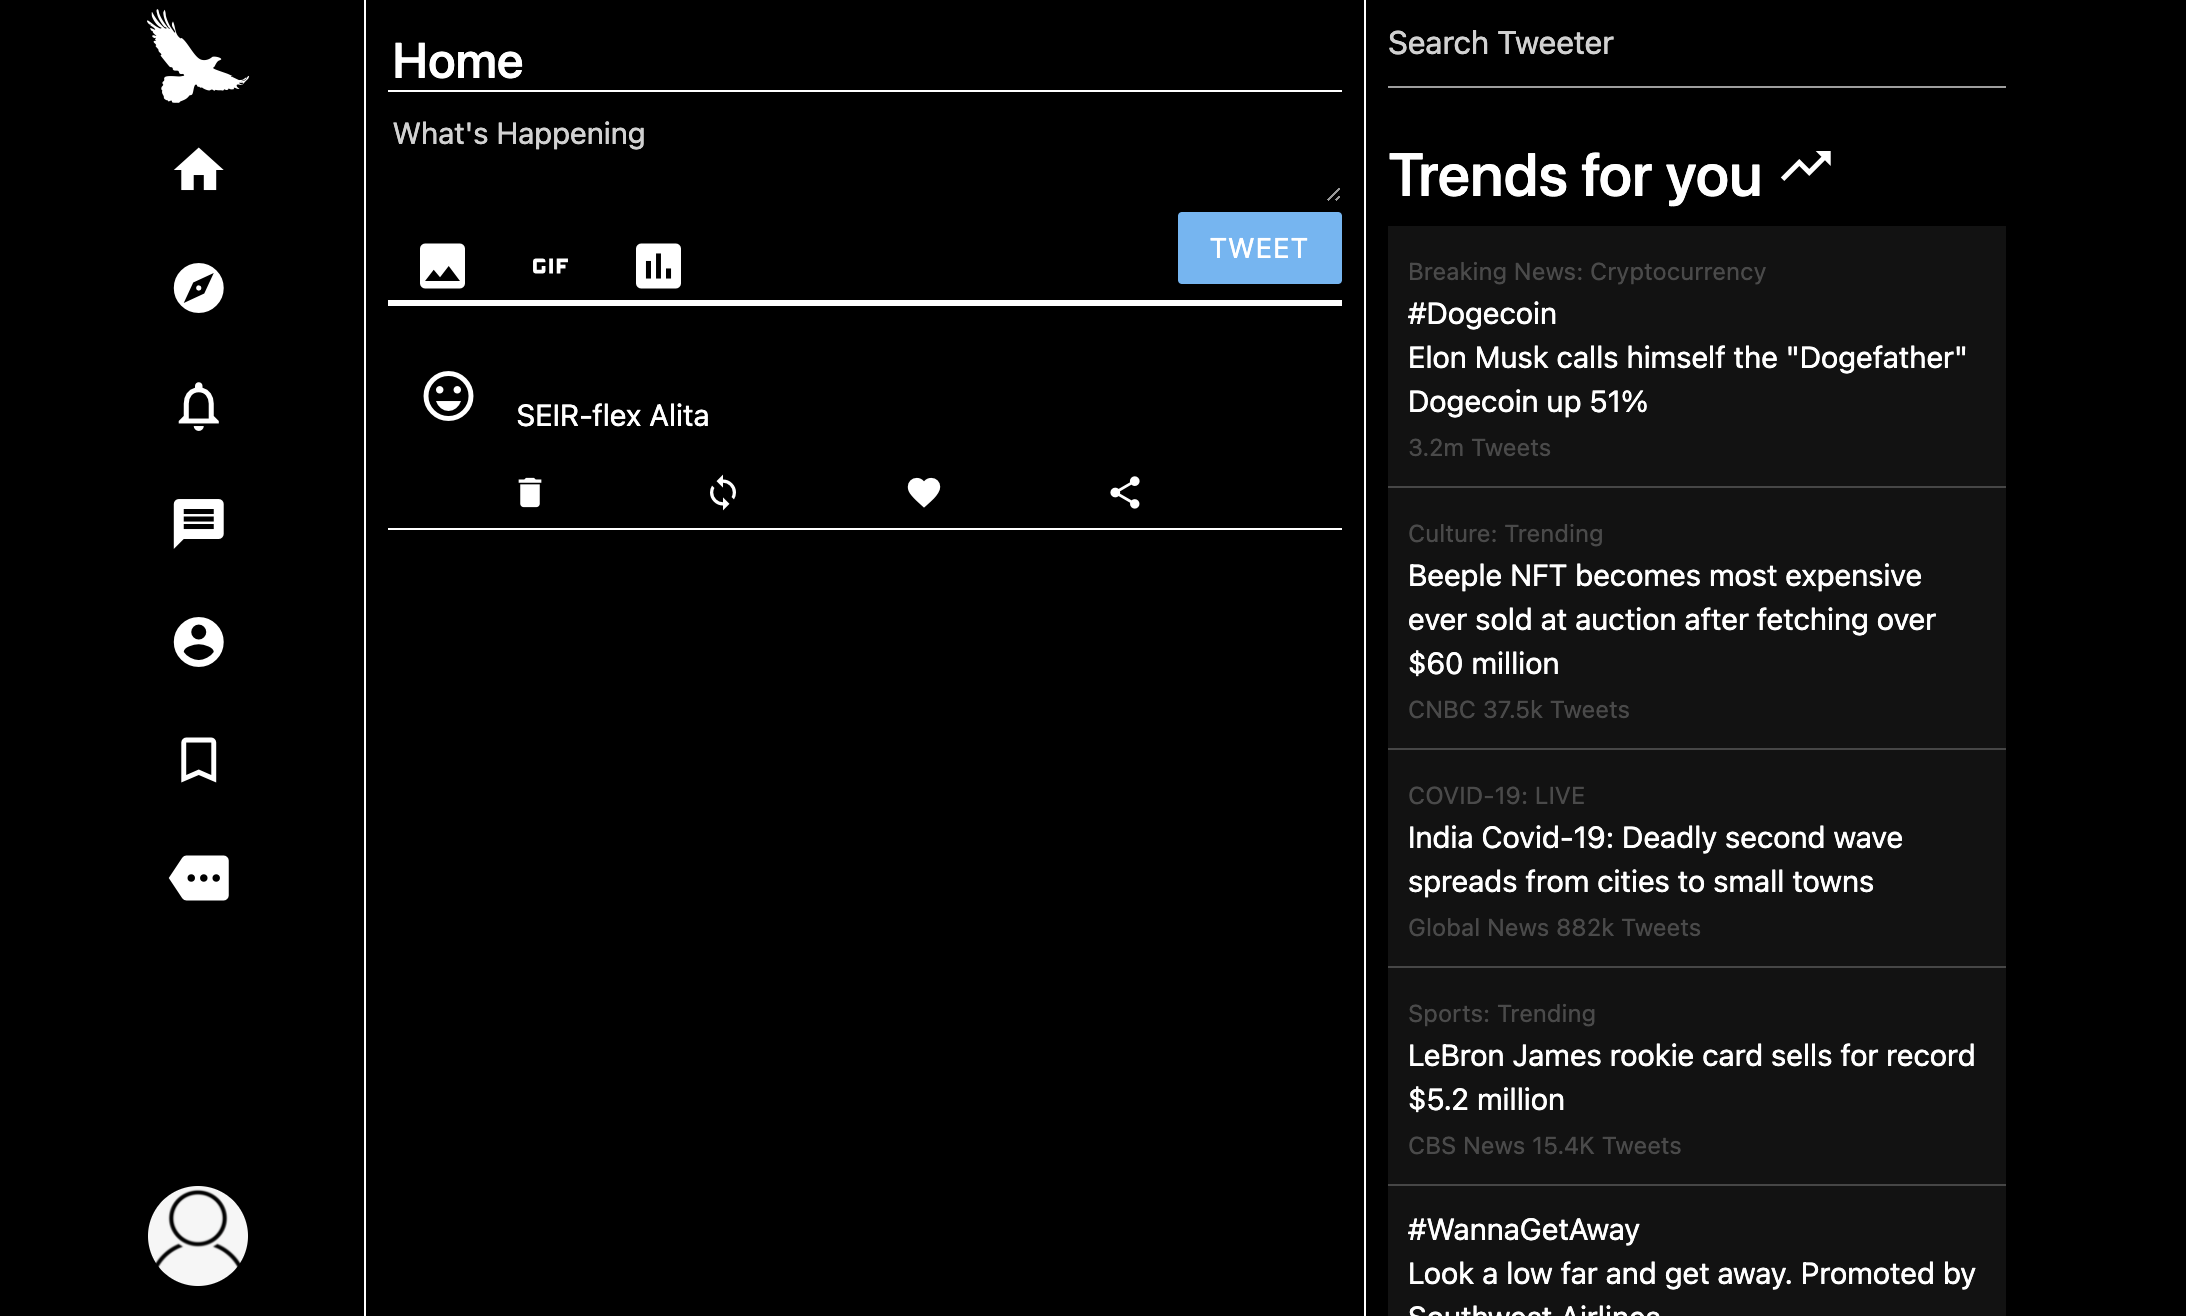 Home
What's Happening
GIF
TWEET
SEIR-flex Alita
Search Tweeter
Trends for you
Breaking News: Cryptocurrency
#Dogecoin
Elon Musk calls himself the "Dogefather"
Dogecoin up 51%
3.2m Tweets
Culture: Trending
Beeple NFT becomes most expensive
ever sold at auction after fetching over
$60 million
CNBC 37.5k Tweets
COVID-19: LIVE
India Covid-19: Deadly second wave
spreads from cities to small towns
Global News 882k Tweets
Sports: Trending
LeBron James rookie card sells for record
$5.2 million
CBS News 15.4K Tweets
#WannaGetAway
Look a low far and get away. Promoted by
Southwest Airlines